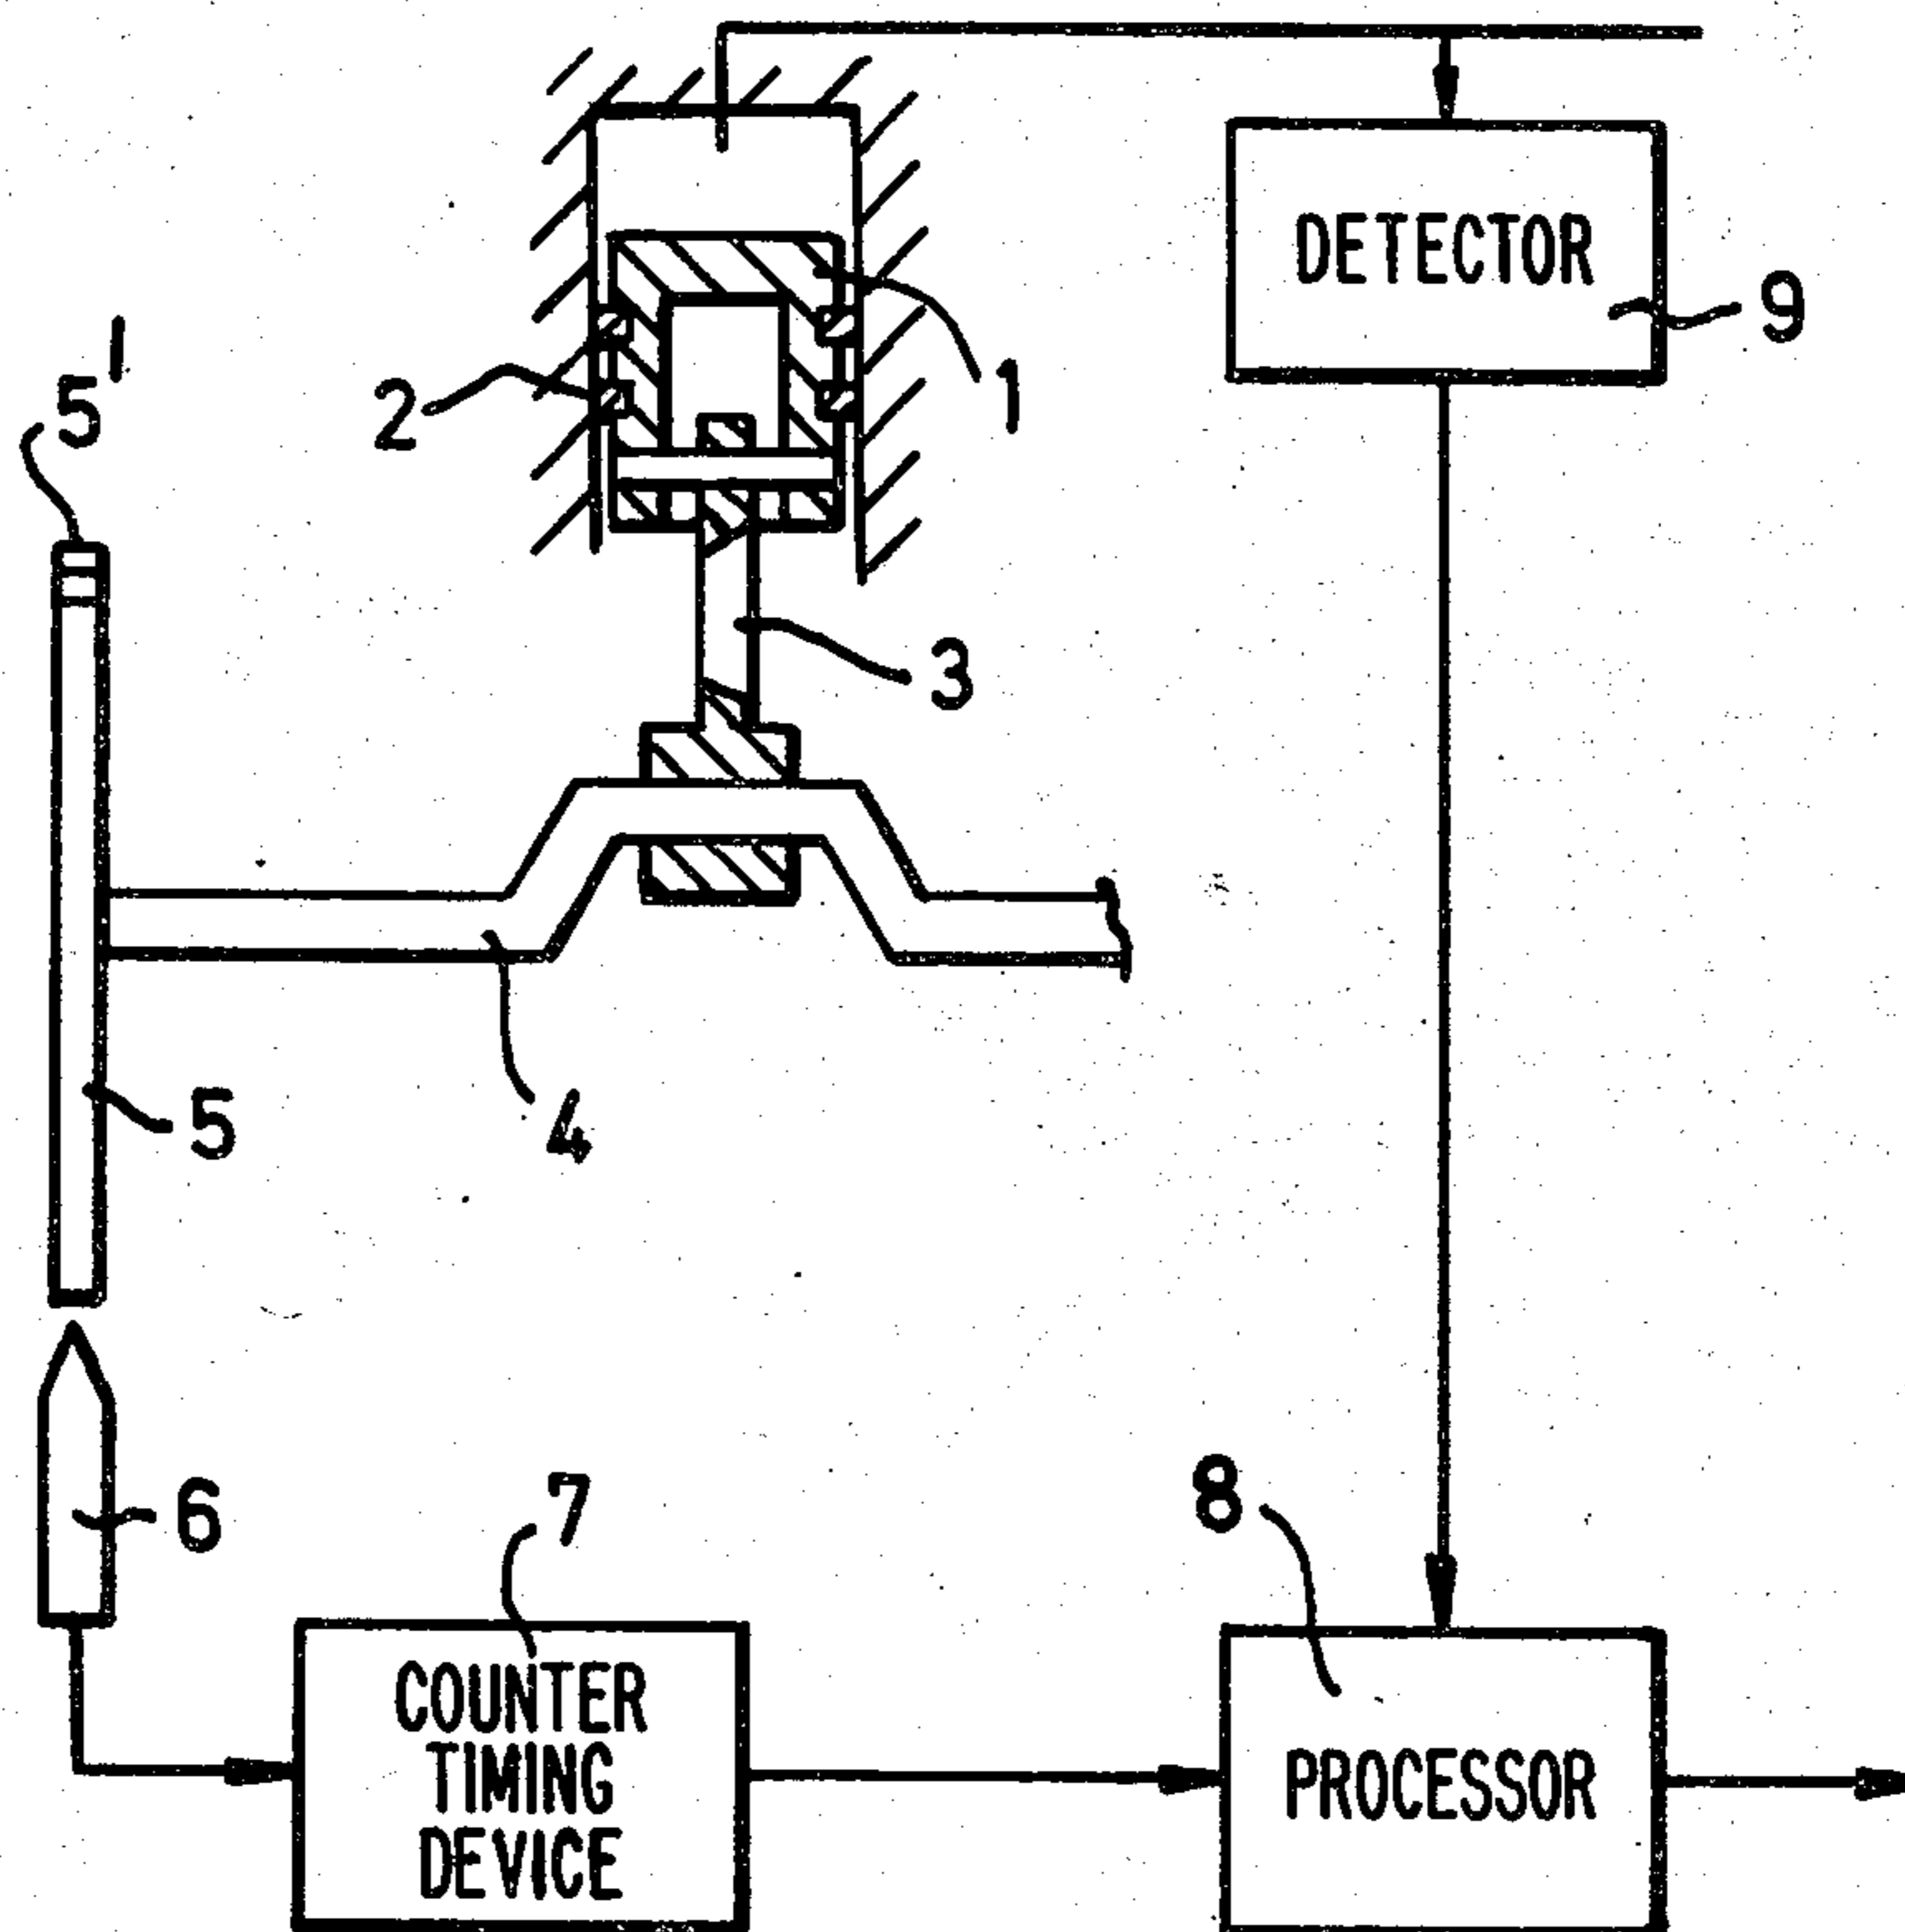 DETECTOR
9
1
2
5'
3
5
4
6
7
8
COUNTER
TIMING
DEVICE
PROCESSOR